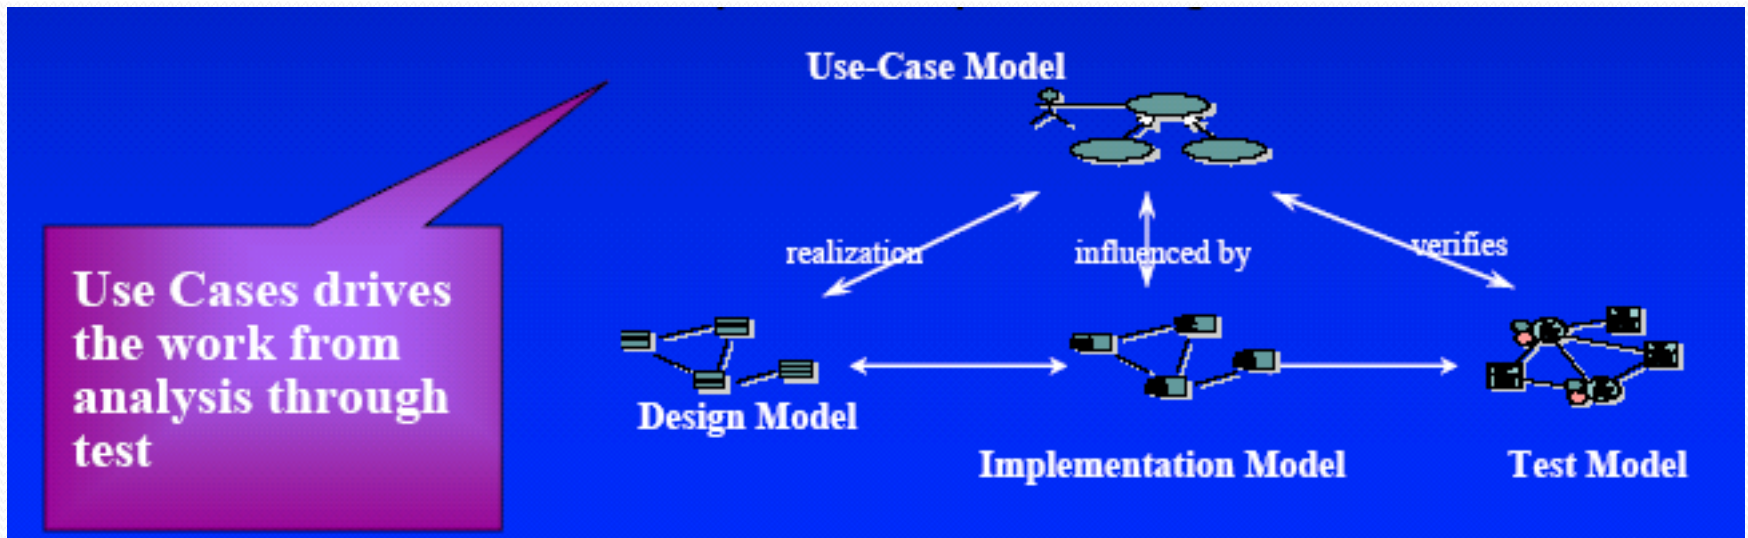 Use-Case Model
realization
influenced by
verifies
Use Cases drives
the work from
analysis through
test
Design Model
Implementation Model
Test Model